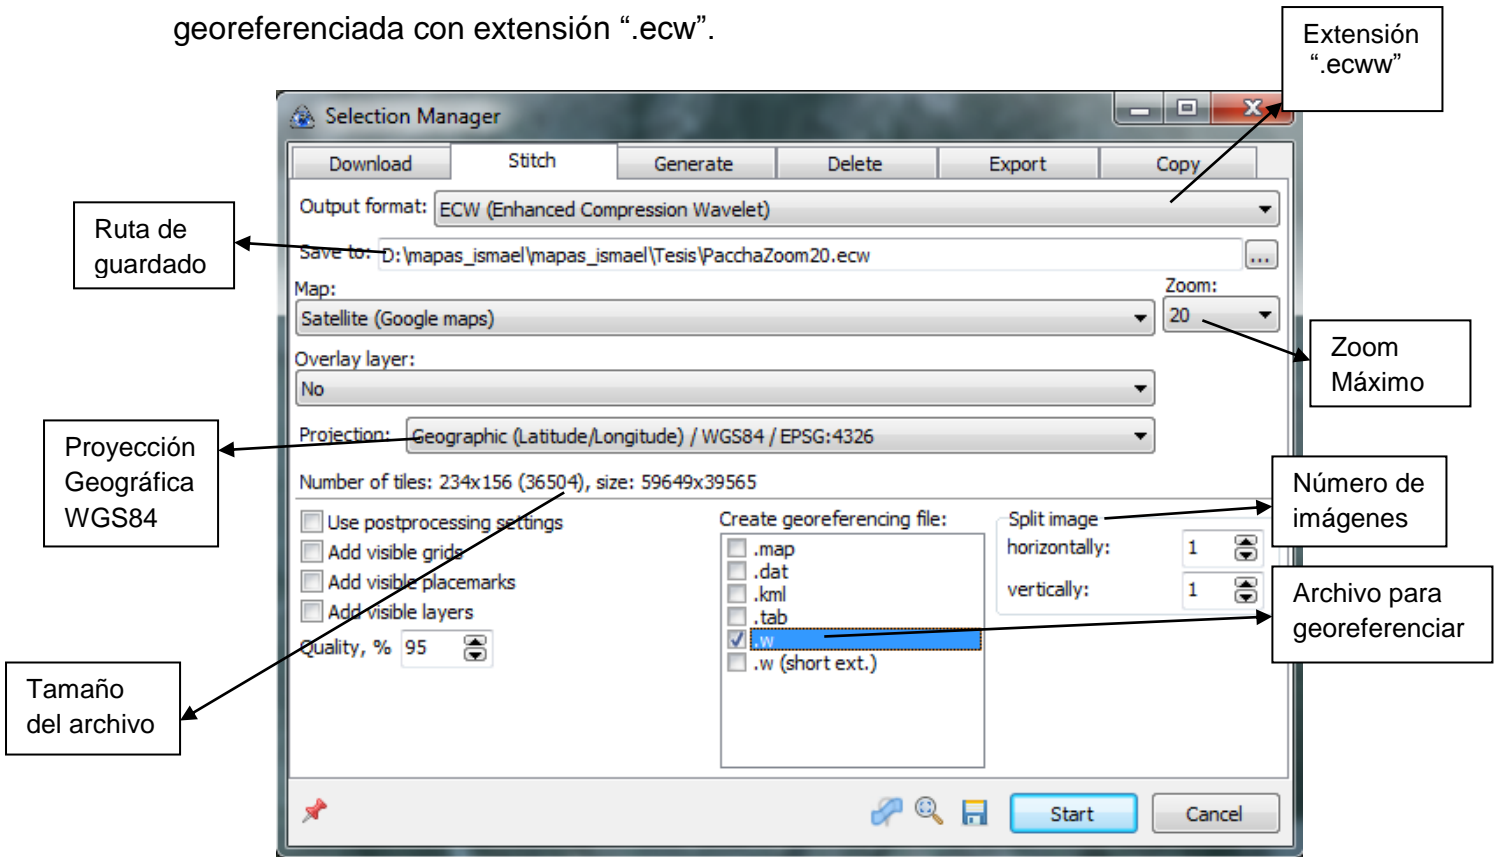 georeferenciada con extensión “.ecw”.
Extensión
“.ecww”
Selection Manager
Download
Stitch
Generate
Delete
Export
Copy
Output format:
ECW (Enhanced Compression Wavelet)
Ruta de
guardado
Save to:
D:\mapas_ismael\mapas_ismael\Tesis\PacchaZoom20.ecw
...
Map:
Zoom:
Satellite (Google maps)
20
Zoom
Máximo
Overlay layer:
No
Projection:
Geographic (Latitude/Longitude) / WGS84 / EPSG:4326
Proyección
Geográfica
WGS84
Number of tiles: 234x156 (36504), size: 59649x39565
Número de
imágenes
Use postprocessing settings
Add visible grids
Add visible placemarks
Add visible layers
Quality, % 95
Create georeferencing file:
.map
.dat
.kml
.tab
.w
.w (short ext.)
Split image
horizontally: 1
vertically: 1
Archivo para
georeferenciar
Tamaño
del archivo
Start
Cancel